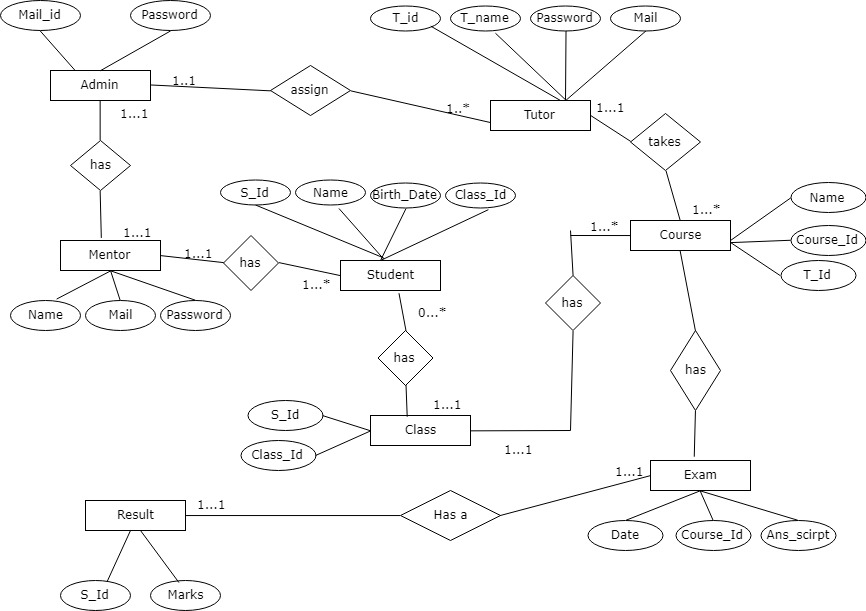 Mail_id
Password
T_id
T_name
Password
Mail
Admin
1..1
assign
1..*
Tutor
1...1
1...1
takes
has
S_Id
Name
Birth_Date
Class_Id
Name
1...*
Course
1...*
Course_Id
T_Id
1...1
Mentor
1...1
has
1...*
Student
Name
Mail
Password
0...*
has
has
has
1...1
S_Id
Class
Class_Id
1...1
1...1
Exam
Result
1...1
Has a
Date
Course_Id
Ans_scirpt
S_Id
Marks